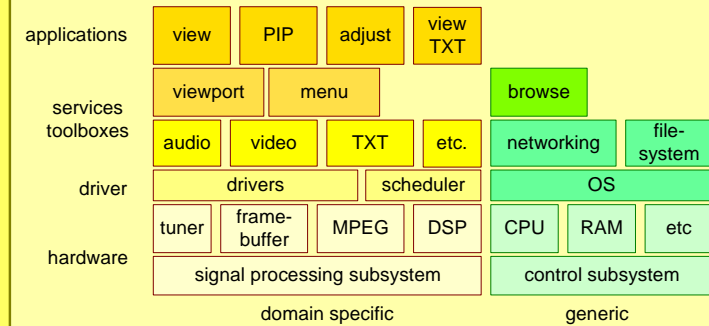 applications
view
PIP
adjust
view
TXT
services
toolboxes
viewport
menu
browse
audio
video
TXT
etc.
networking
file-
system
driver
drivers
scheduler
OS
hardware
tuner
frame-
buffer
MPEG
DSP
CPU
RAM
etc
signal processing subsystem
control subsystem
domain specific
generic